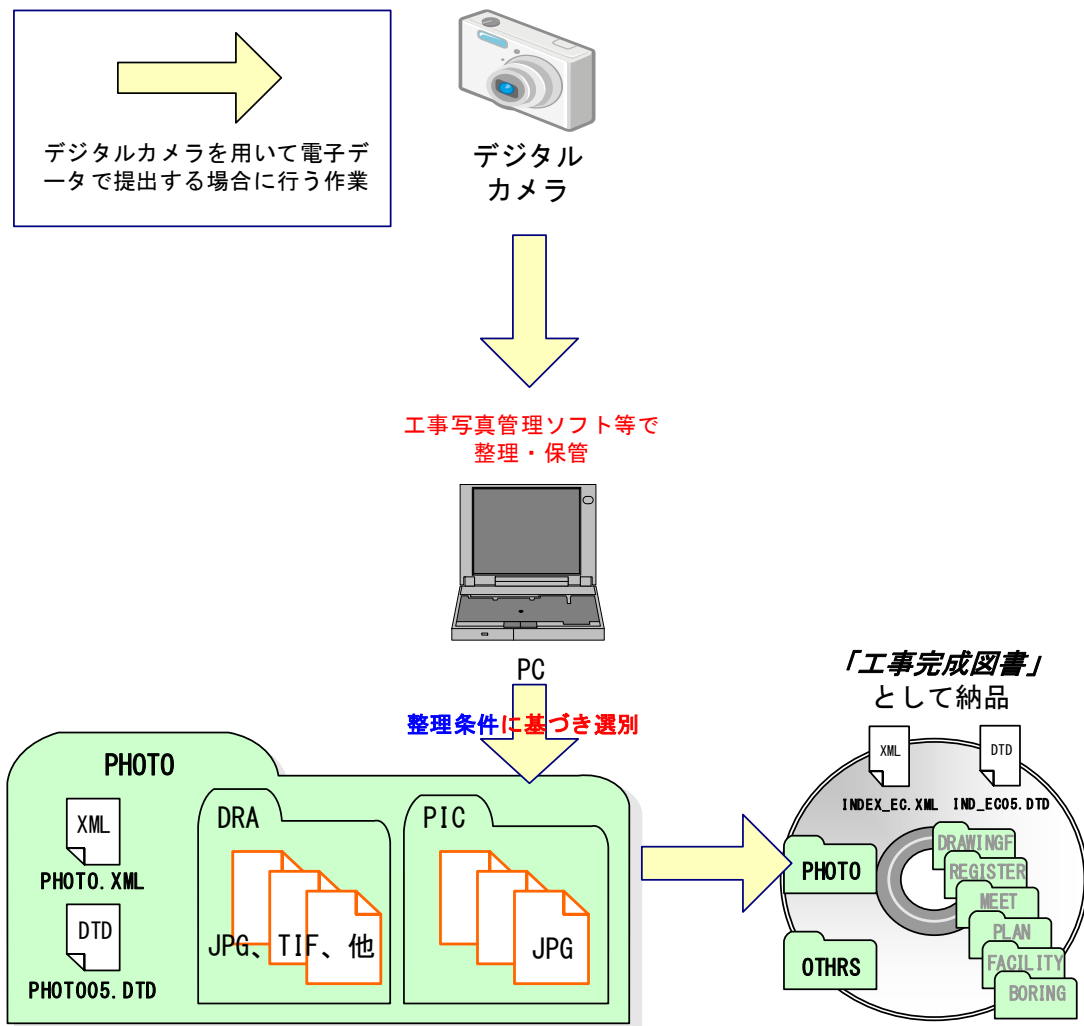 デジタルカメラを用いて電子デ
ータで提出する場合に行う作業
デジタル
カメラ
工事写真管理ソフト等で
整理・保管
PC
整理条件に基づき選別
「工事完成図書」
として納品
PHOTO
XML
PHOTO.XML
DTD
PHOTO05.DTD
DRA
JPG、TIF、他
PIC
JPG
XML
INDEX_EC.XML
DTD
IND_EC05.DTD
PHOTO
OTHRS
DRAWINGF
REGISTER
MEET
PLAN
FACILITY
BORING